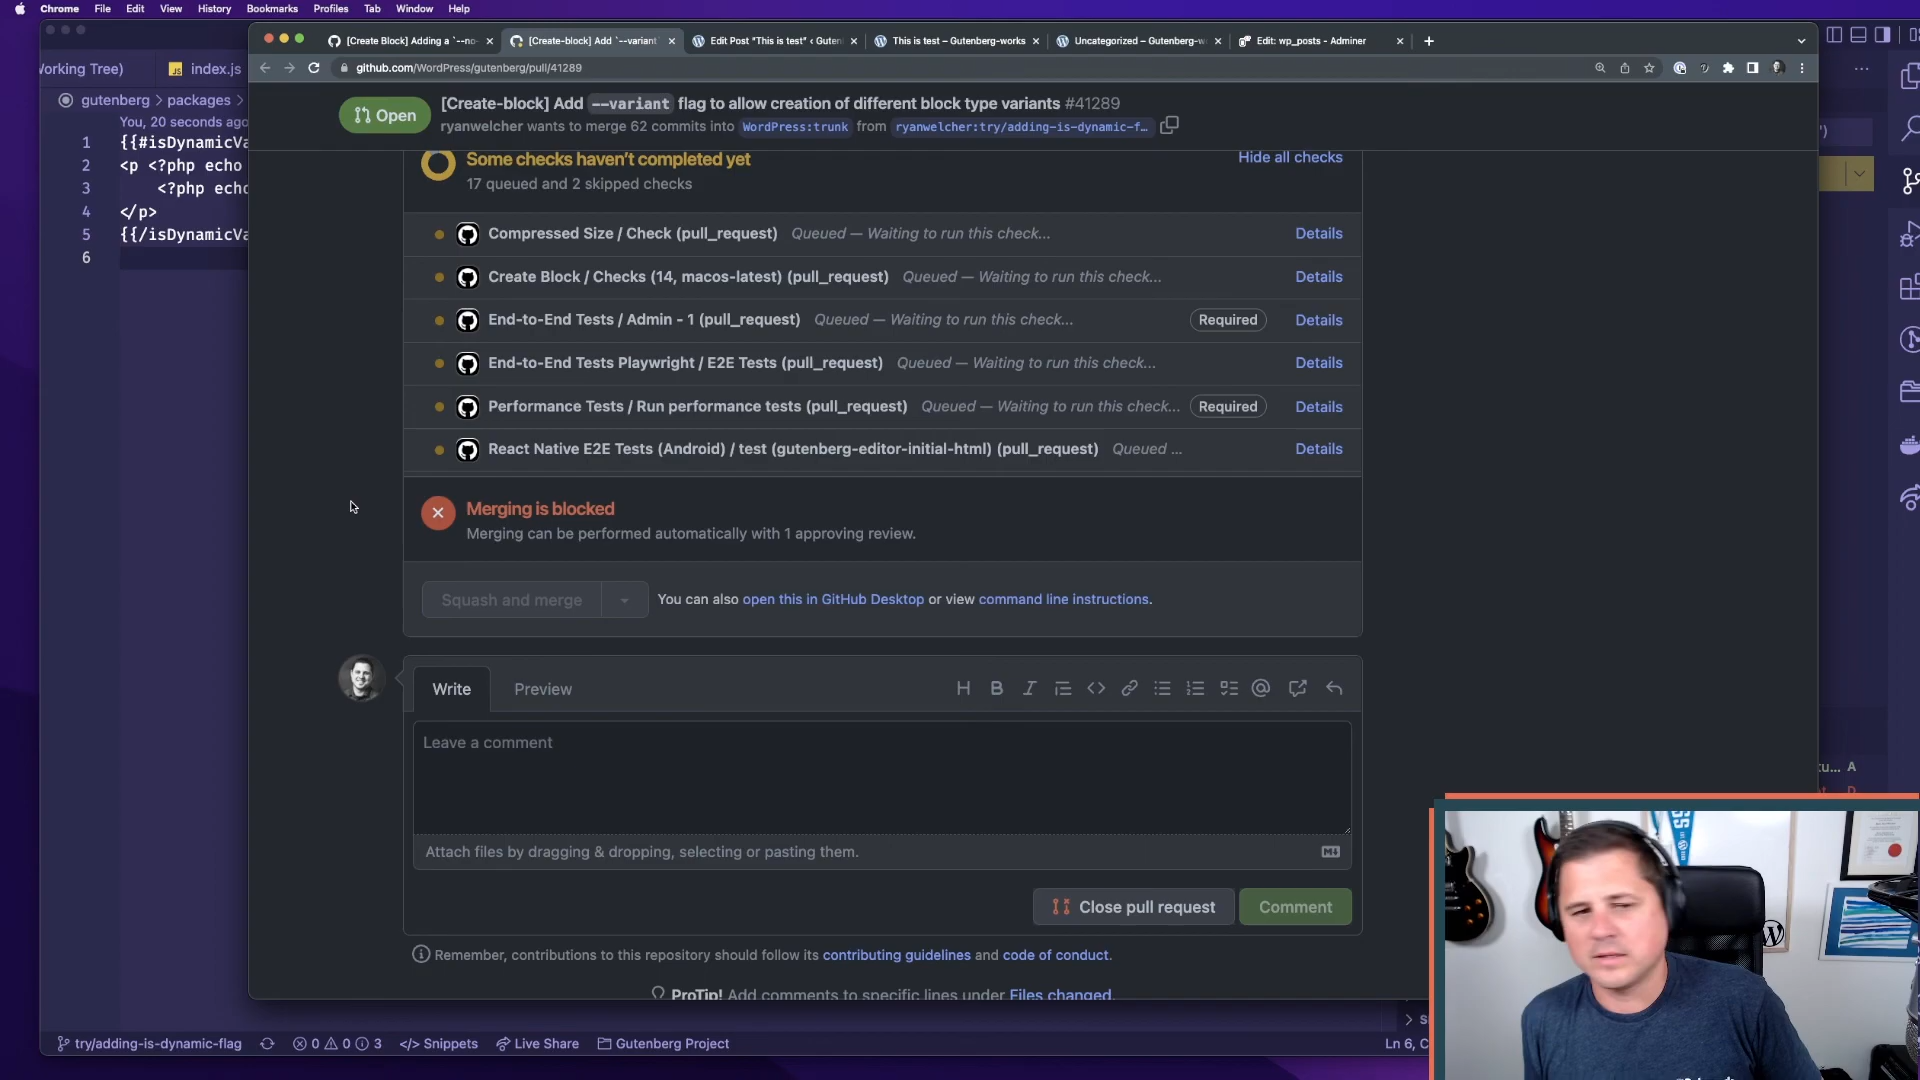 Chrome File Edit View History Bookmarks Profiles Tab Window Help
[Create Block] Adding a `--no-
[Create-block] Add `--variant`
Edit Post "This is test" ‹ Guten
This is test – Gutenberg-works
Uncategorized – Gutenberg-w
Edit: wp_posts - Adminer
github.com/WordPress/gutenberg/pull/41289
Working Tree)
index.js
gutenberg > packages >
You, 20 seconds ago
1 {{#isDynamicVa
2 <p <?php echo
3 <?php echo
4 </p>
5 {{/isDynamicVa
6
Open
[Create-block] Add --variant flag to allow creation of different block type variants #41289
ryanwelcher wants to merge 62 commits into WordPress:trunk from ryanwelcher:try/adding-is-dynamic-f…
Some checks haven't completed yet
Hide all checks
17 queued and 2 skipped checks
Compressed Size / Check (pull_request) Queued — Waiting to run this check… Details
Create Block / Checks (14, macos-latest) (pull_request) Queued — Waiting to run this check… Details
End-to-End Tests / Admin - 1 (pull_request) Queued — Waiting to run this check… Required Details
End-to-End Tests Playwright / E2E Tests (pull_request) Queued — Waiting to run this check… Details
Performance Tests / Run performance tests (pull_request) Queued — Waiting to run this check… Required Details
React Native E2E Tests (Android) / test (gutenberg-editor-initial-html) (pull_request) Queued … Details
Merging is blocked
Merging can be performed automatically with 1 approving review.
Squash and merge
You can also open this in GitHub Desktop or view command line instructions.
Write
Preview
Leave a comment
Attach files by dragging & dropping, selecting or pasting them.
Close pull request
Comment
Remember, contributions to this repository should follow its contributing guidelines and code of conduct.
ProTip! Add comments to specific lines under Files changed.
tu... A
try/adding-is-dynamic-flag
0 0 3
Snippets
Live Share
Gutenberg Project
Ln 6, C